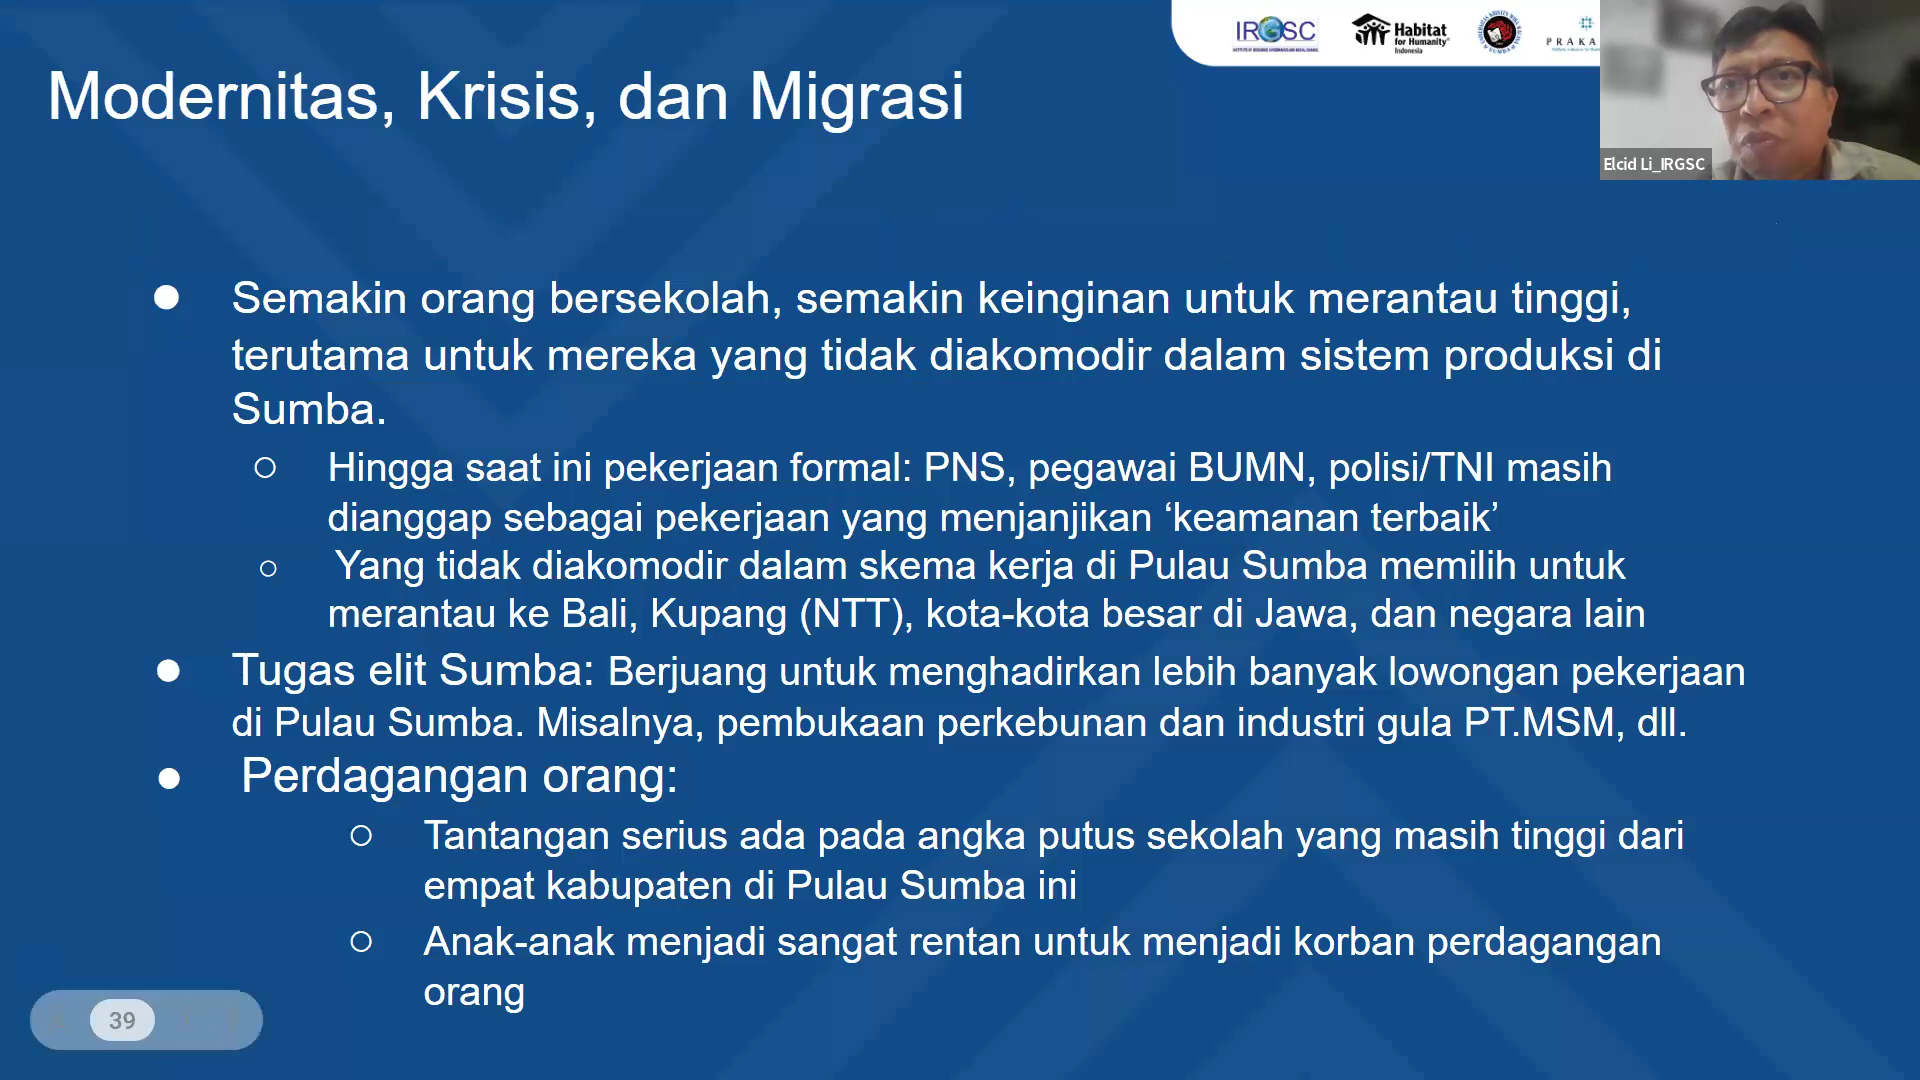 IRGSC
Habitat
for Humanity
Indonesia
PRAKA
Elcid Li_IRGSC
Modernitas, Krisis, dan Migrasi
● Semakin orang bersekolah, semakin keinginan untuk merantau tinggi,
terutama untuk mereka yang tidak diakomodir dalam sistem produksi di
Sumba.
○ Hingga saat ini pekerjaan formal: PNS, pegawai BUMN, polisi/TNI masih
dianggap sebagai pekerjaan yang menjanjikan ‘keamanan terbaik’
○ Yang tidak diakomodir dalam skema kerja di Pulau Sumba memilih untuk
merantau ke Bali, Kupang (NTT), kota-kota besar di Jawa, dan negara lain
● Tugas elit Sumba: Berjuang untuk menghadirkan lebih banyak lowongan pekerjaan
di Pulau Sumba. Misalnya, pembukaan perkebunan dan industri gula PT.MSM, dll.
● Perdagangan orang:
○ Tantangan serius ada pada angka putus sekolah yang masih tinggi dari
empat kabupaten di Pulau Sumba ini
○ Anak-anak menjadi sangat rentan untuk menjadi korban perdagangan
orang
39